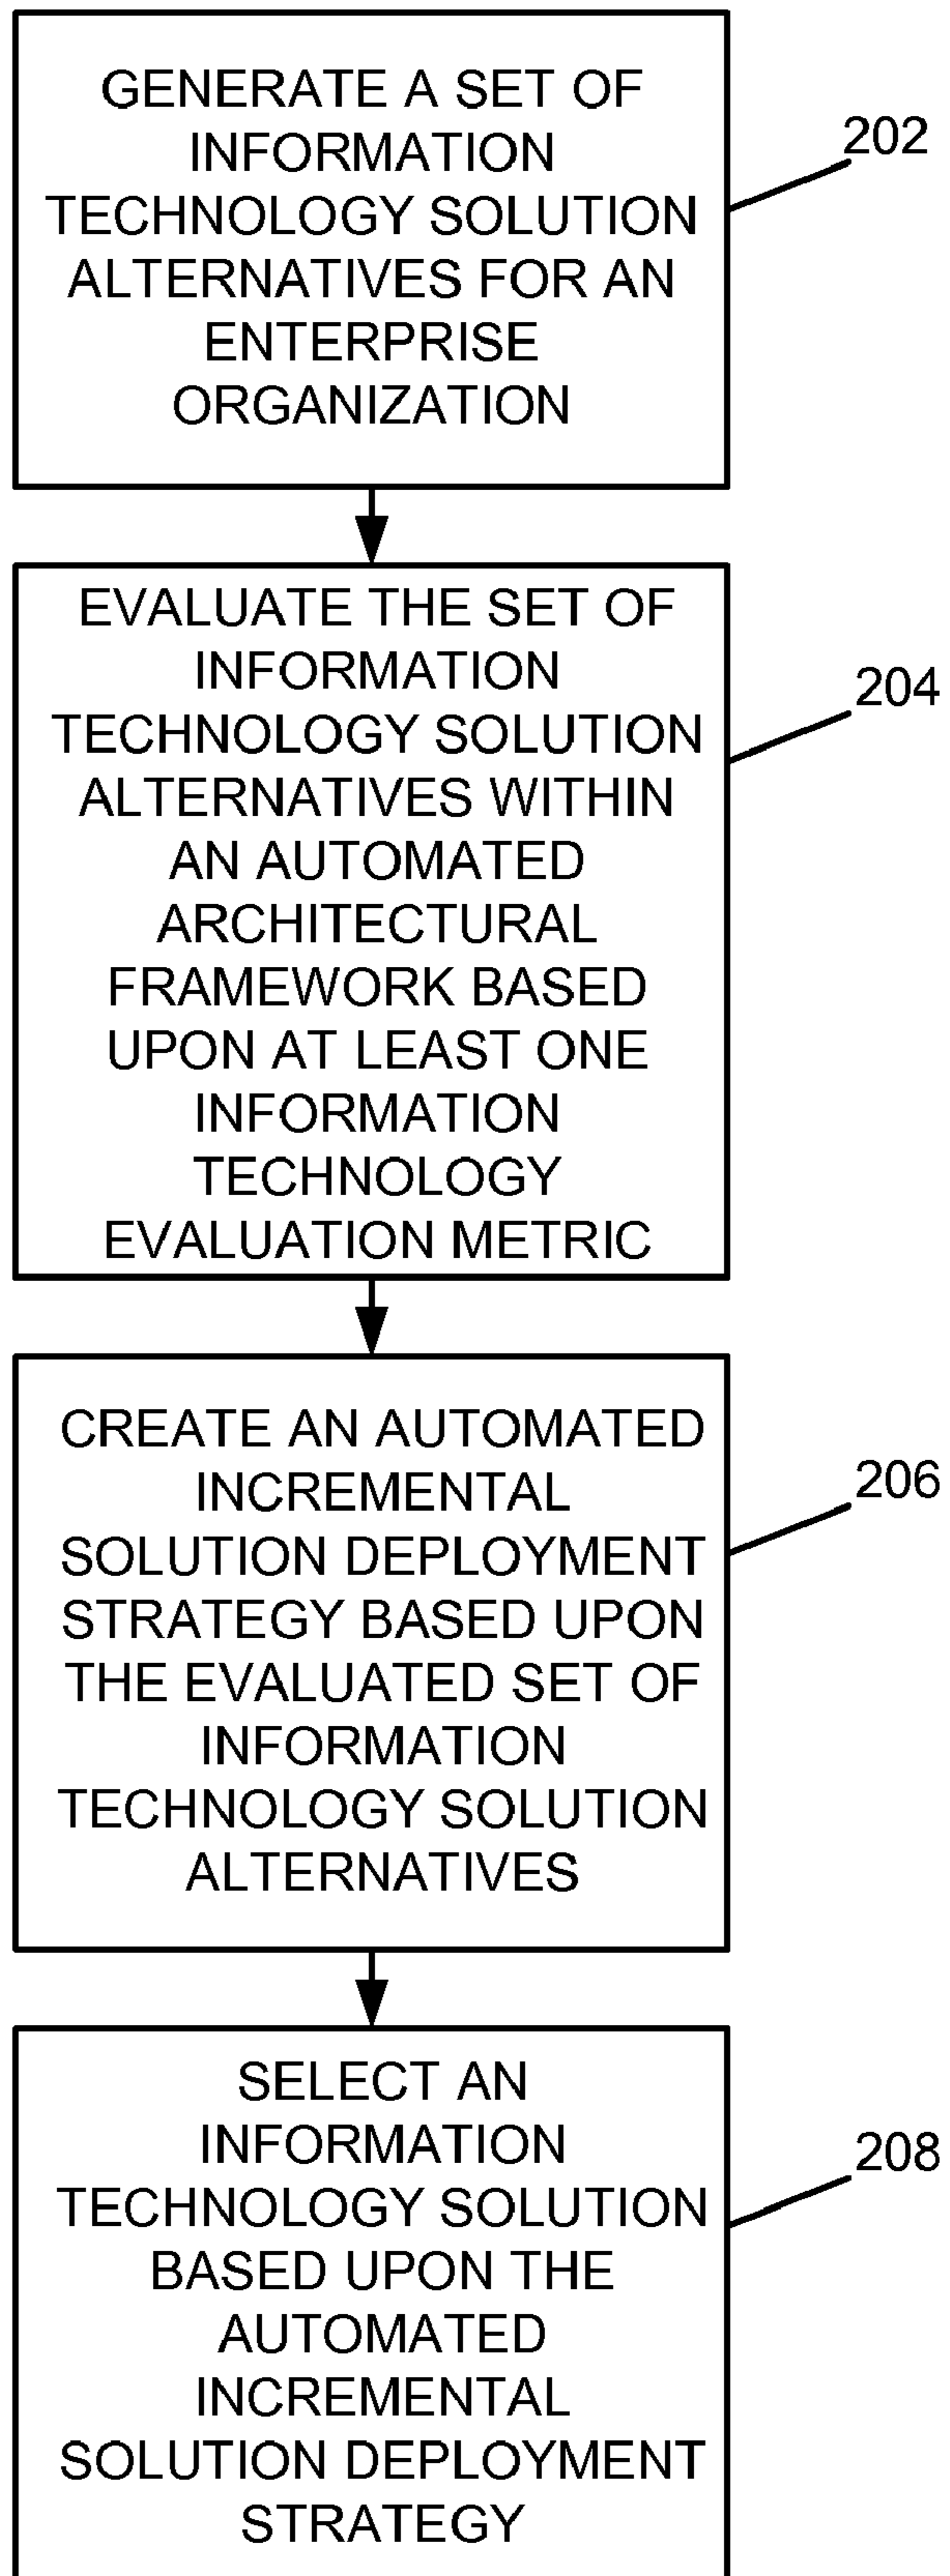 GENERATE A SET OF
INFORMATION
TECHNOLOGY SOLUTION
ALTERNATIVES FOR AN
ENTERPRISE
ORGANIZATION
202
EVALUATE THE SET OF
INFORMATION
TECHNOLOGY SOLUTION
ALTERNATIVES WITHIN
AN AUTOMATED
ARCHITECTURAL
FRAMEWORK BASED
UPON AT LEAST ONE
INFORMATION
TECHNOLOGY
EVALUATION METRIC
204
CREATE AN AUTOMATED
INCREMENTAL
SOLUTION DEPLOYMENT
STRATEGY BASED UPON
THE EVALUATED SET OF
INFORMATION
TECHNOLOGY SOLUTION
ALTERNATIVES
206
SELECT AN
INFORMATION
TECHNOLOGY SOLUTION
BASED UPON THE
AUTOMATED
INCREMENTAL
SOLUTION DEPLOYMENT
STRATEGY
208